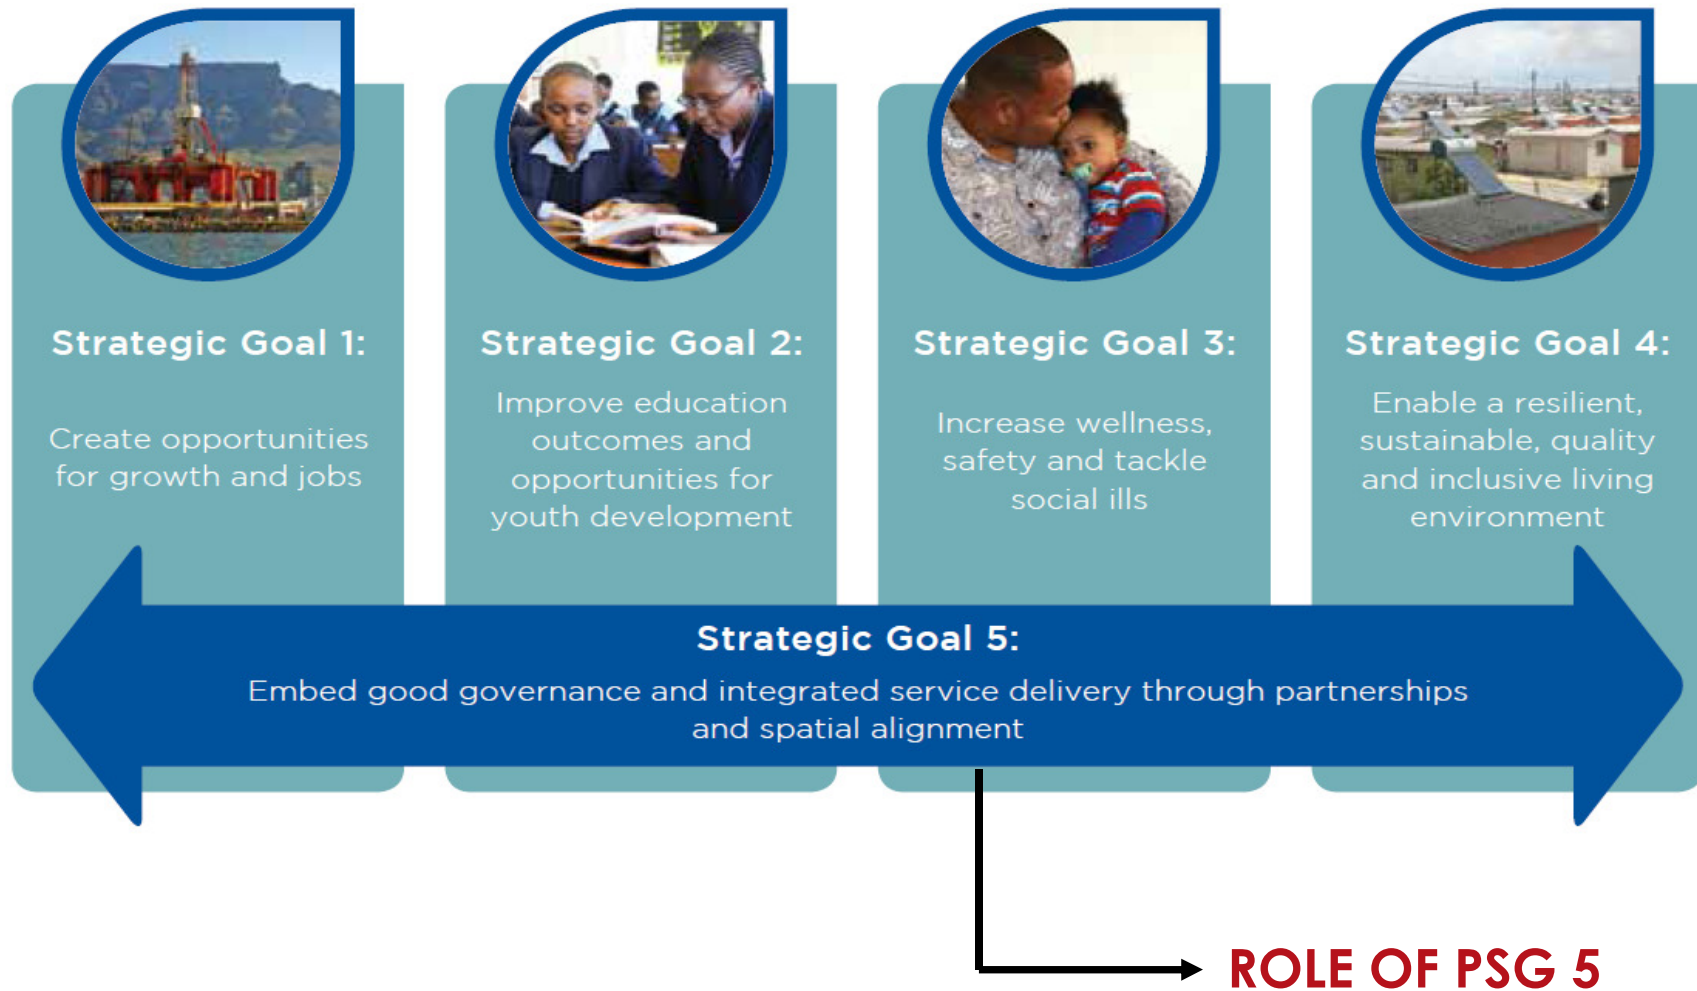 Strategic Goal 1:
Create opportunities
for growth and jobs
Strategic Goal 2:
Improve education
outcomes and
opportunities for
youth development
Strategic Goal 3:
Increase wellness,
safety and tackle
social ills
Strategic Goal 4:
Enable a resilient,
sustainable, quality
and inclusive living
environment
Strategic Goal 5:
Embed good governance and integrated service delivery through partnerships
and spatial alignment
ROLE OF PSG 5